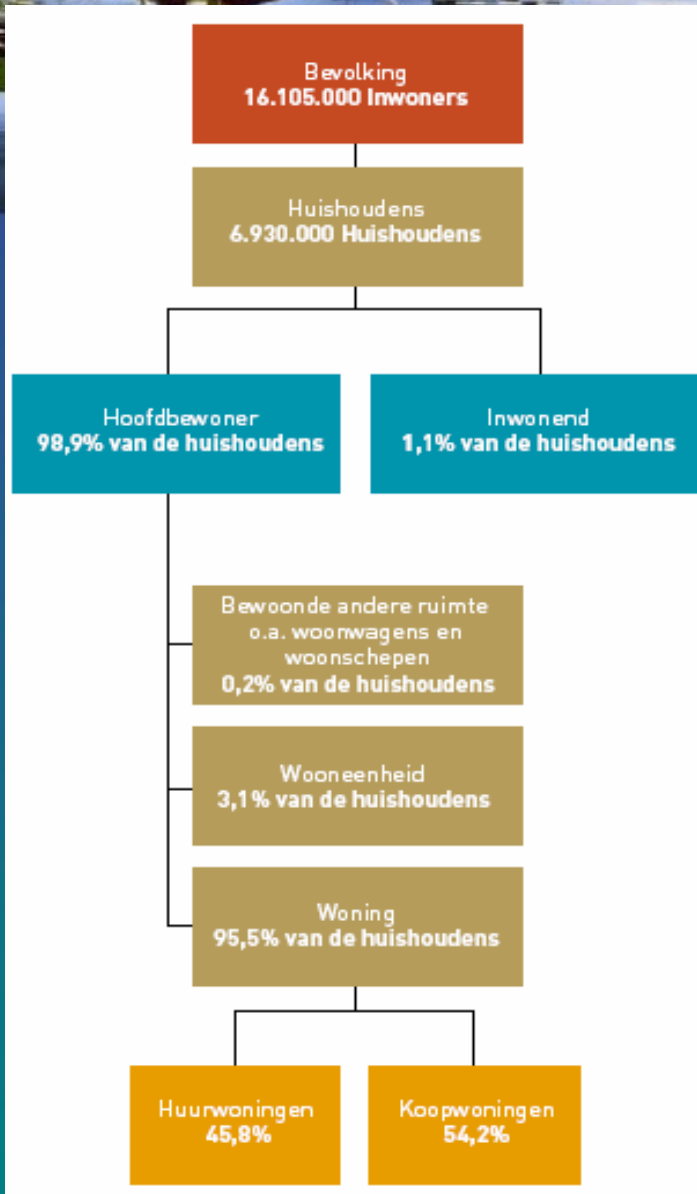 Bevolking
16.105.000 Inwoners
Huishoudens
6.930.000 Huishoudens
Hoofdbewoner
98,9% van de huishoudens
Inwonend
1,1% van de huishoudens
Bewoonde andere ruimte
o.a. woonwagens en
woonschepen
0,2% van de huishoudens
Wooneenheid
3,1% van de huishoudens
Woning
95,5% van de huishoudens
Huurwoningen
45,8%
Koopwoningen
54,2%